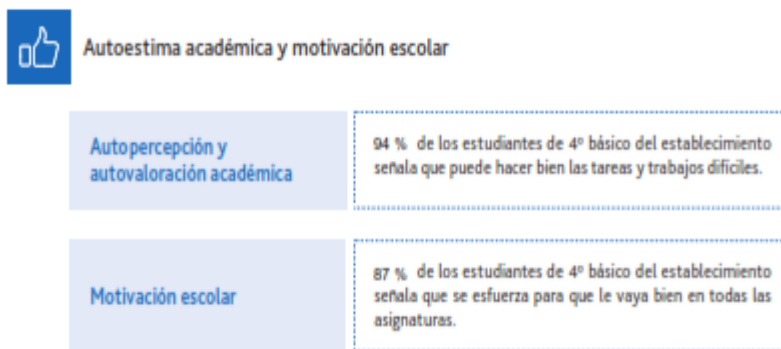 Autoestima académica y motivación escolar
Autopercepción y
autovaloración académica
94 % de los estudiantes de 4º básico del establecimiento
señala que puede hacer bien las tareas y trabajos difíciles.
Motivación escolar
87 % de los estudiantes de 4º básico del establecimiento
señala que se esfuerza para que le vaya bien en todas las
asignaturas.